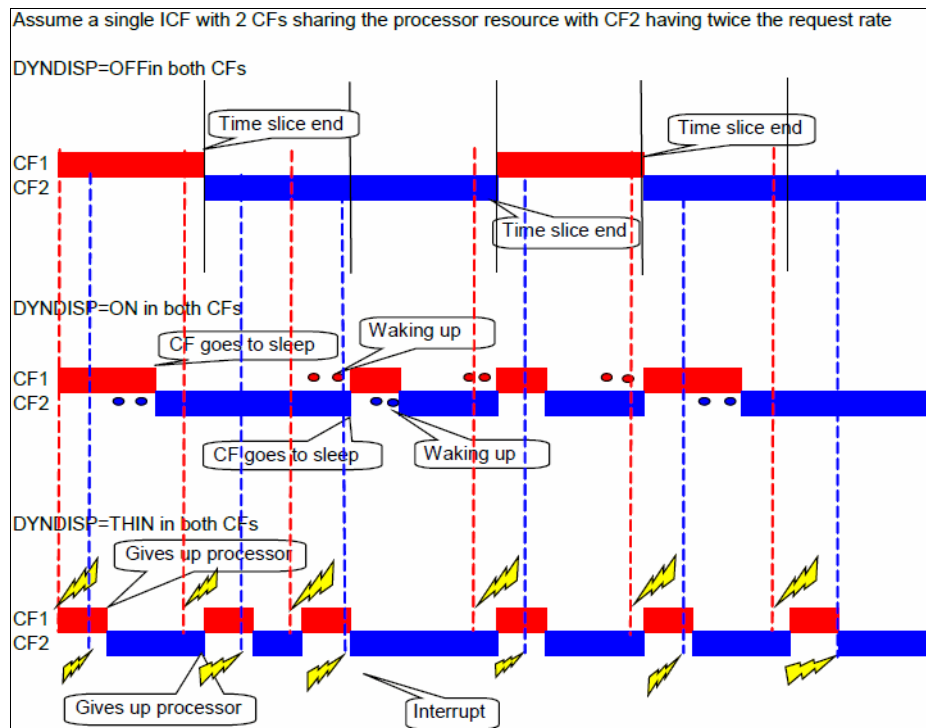 Assume a single ICF with 2 CFs sharing the processor resource with CF2 having twice the request rate
DYNDISP=OFFin both CFs
Time slice end
Time slice end
CF1
CF2
Time slice end
DYNDISP=ON in both CFs
Waking up
CF goes to sleep
CF1
CF2
CF goes to sleep
Waking up
DYNDISP=THIN in both CFs
Gives up processor
CF1
CF2
Gives up processor
Interrupt